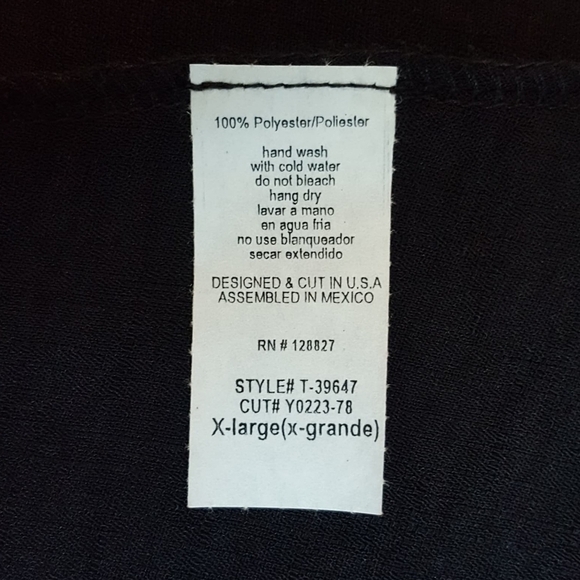 100% Polyester/Poliester
hand wash
with cold water
do not bleach
hang dry
lavar a mano
en agua fria
no use blanqueador
secar extendido
DESIGNED & CUT IN U.S.A
ASSEMBLED IN MEXICO
RN # 128827
STYLE# T-39647
CUT# Y0223-78
X-large(x-grande)